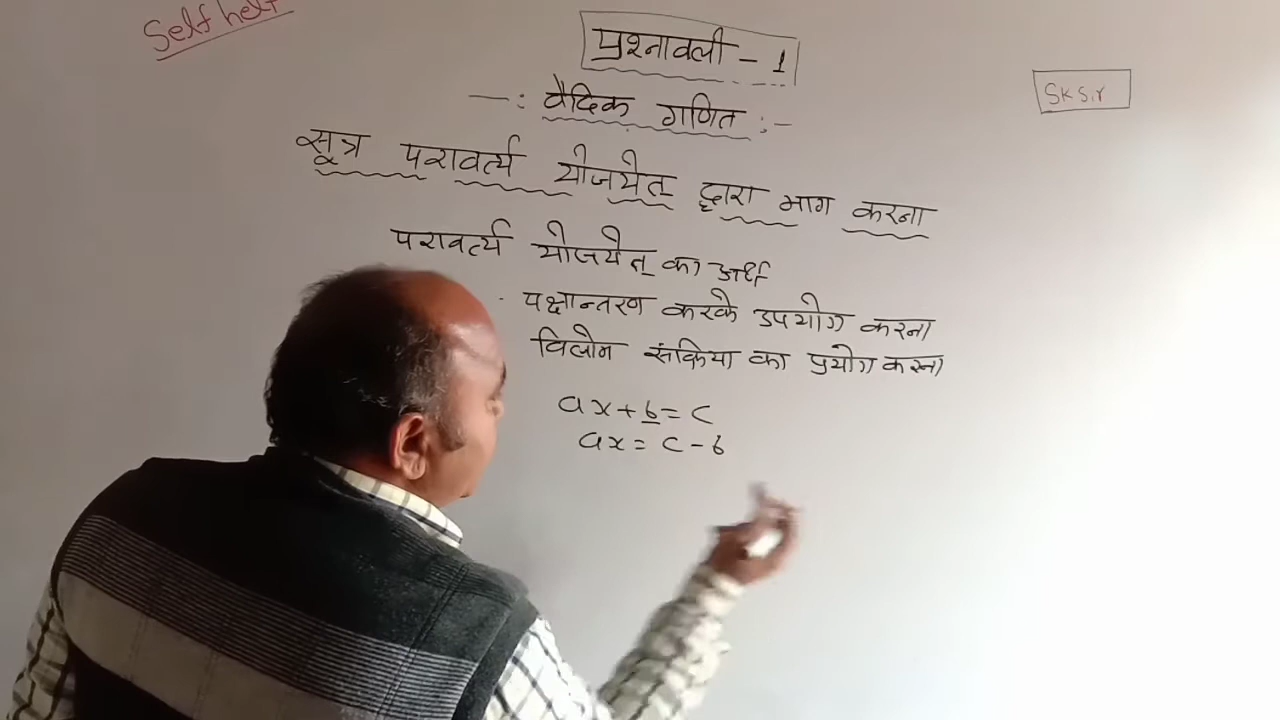 Self help
प्रश्नावली - 1
SK Sir
—: वैदिक गणित :-
सूत्र परावर्त्य योजयेत् द्वारा भाग करना
परावर्त्य योजयेत् का अर्थ
पक्षान्तरण करके उपयोग करना
विलोम संक्रिया का प्रयोग करना
ax + b = c
ax = c - b